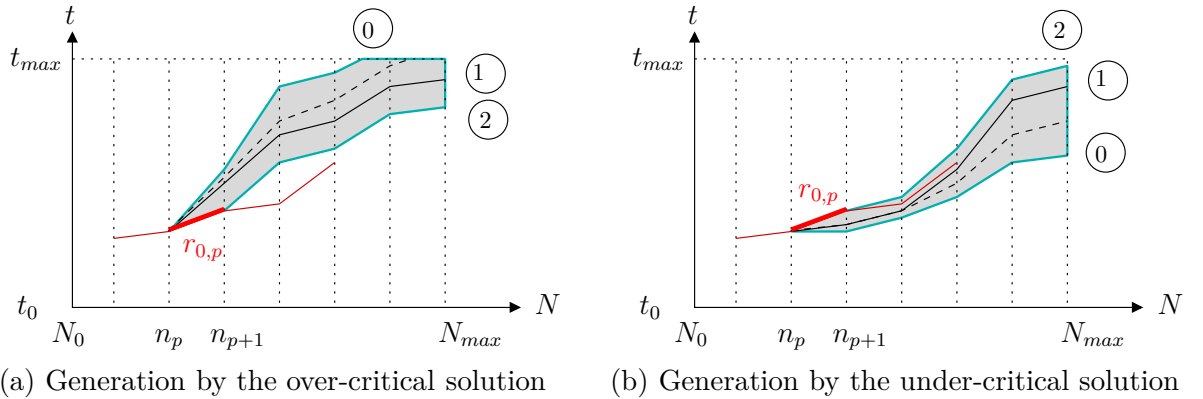 t
t_max
0
1
2
r_{0,p}
t_0
N
N_0
n_p
n_{p+1}
N_max
(a) Generation by the over-critical solution
t
t_max
2
1
0
r_{0,p}
t_0
N
N_0
n_p
n_{p+1}
N_max
(b) Generation by the under-critical solution